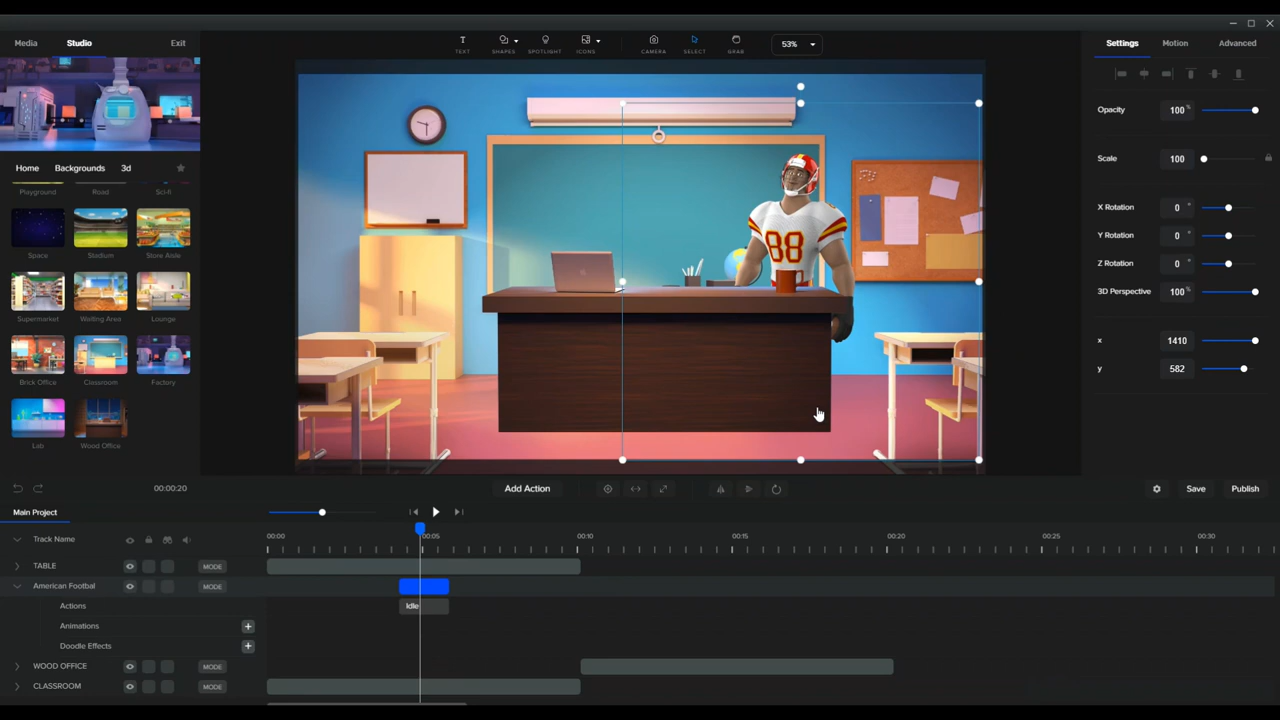 Media
Studio
Exit
TEXT
SHAPES
SPOTLIGHT
ICONS
CAMERA
SELECT
GRAB
53%
Settings
Motion
Advanced
Opacity
100 %
Scale
100
X Rotation
0 °
Y Rotation
0 °
Z Rotation
0 °
3D Perspective
100 %
x
1410
y
582
Home
Backgrounds
3d
Playground
Road
Sci-fi
Space
Stadium
Store Aisle
Supermarket
Waiting Area
Lounge
Brick Office
Classroom
Factory
Lab
Wood Office
88
00:00:20
Add Action
Save
Publish
Main Project
Track Name
00:00
00:05
00:10
00:15
00:20
00:25
00:30
TABLE
MODE
American Footbal
MODE
Actions
Idle
Animations
Doodle Effects
WOOD OFFICE
MODE
CLASSROOM
MODE